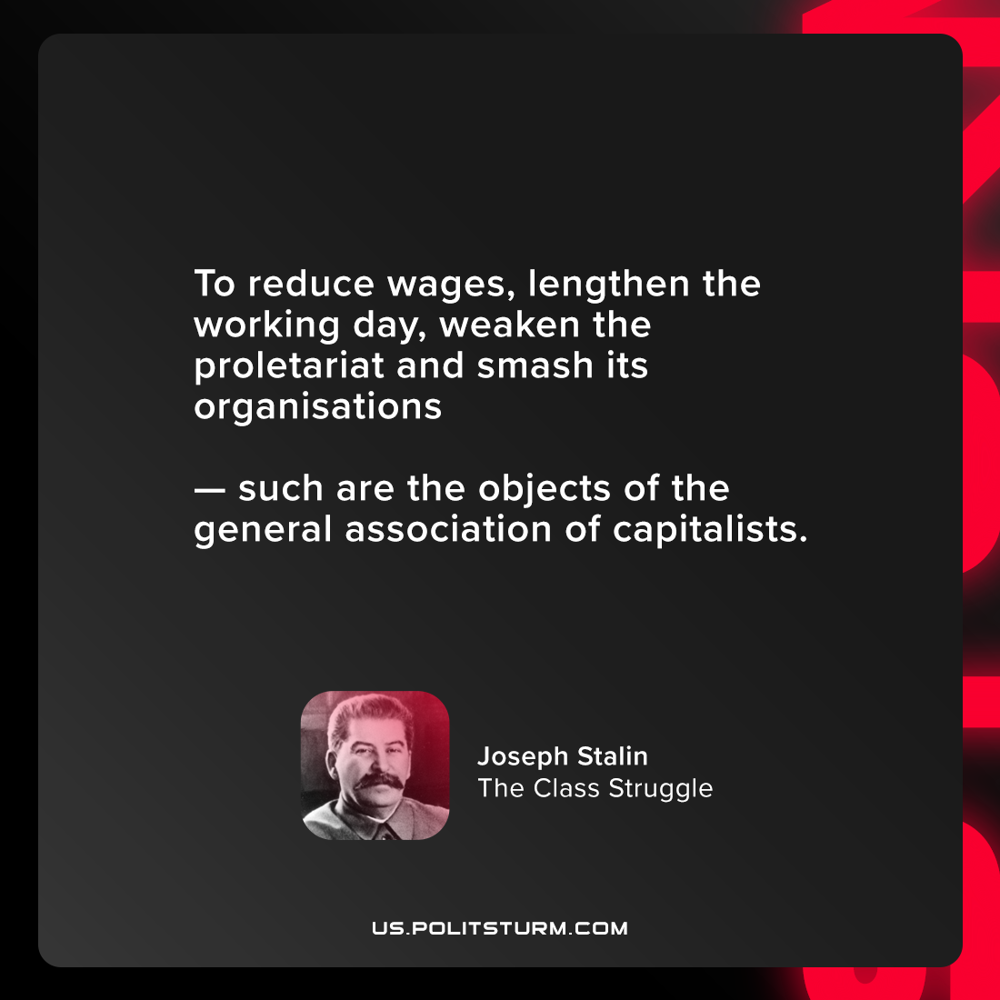 To reduce wages, lengthen the
working day, weaken the
proletariat and smash its
organisations
— such are the objects of the
general association of capitalists.
Joseph Stalin
The Class Struggle
US.POLITSTURM.COM